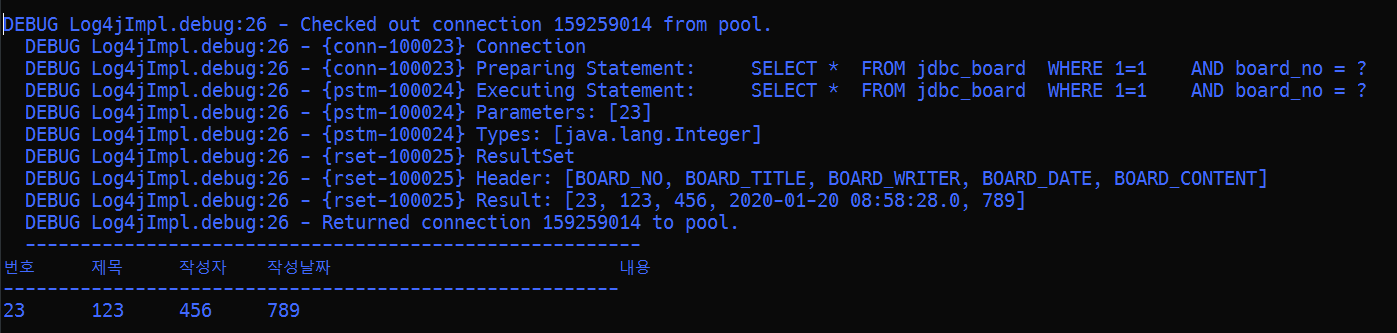 DEBUG Log4jImpl.debug:26 - Checked out connection 159259014 from pool.
DEBUG Log4jImpl.debug:26 - {conn-100023} Connection
DEBUG Log4jImpl.debug:26 - {conn-100023} Preparing Statement:     SELECT *  FROM jdbc_board  WHERE 1=1    AND board_no = ?
DEBUG Log4jImpl.debug:26 - {pstm-100024} Executing Statement:     SELECT *  FROM jdbc_board  WHERE 1=1    AND board_no = ?
DEBUG Log4jImpl.debug:26 - {pstm-100024} Parameters: [23]
DEBUG Log4jImpl.debug:26 - {pstm-100024} Types: [java.lang.Integer]
DEBUG Log4jImpl.debug:26 - {rset-100025} ResultSet
DEBUG Log4jImpl.debug:26 - {rset-100025} Header: [BOARD_NO, BOARD_TITLE, BOARD_WRITER, BOARD_DATE, BOARD_CONTENT]
DEBUG Log4jImpl.debug:26 - {rset-100025} Result: [23, 123, 456, 2020-01-20 08:58:28.0, 789]
DEBUG Log4jImpl.debug:26 - Returned connection 159259014 to pool.
--------------------------------------------------------
번호 제목 작성자 작성날짜 내용
--------------------------------------------------------
23 123 456 789